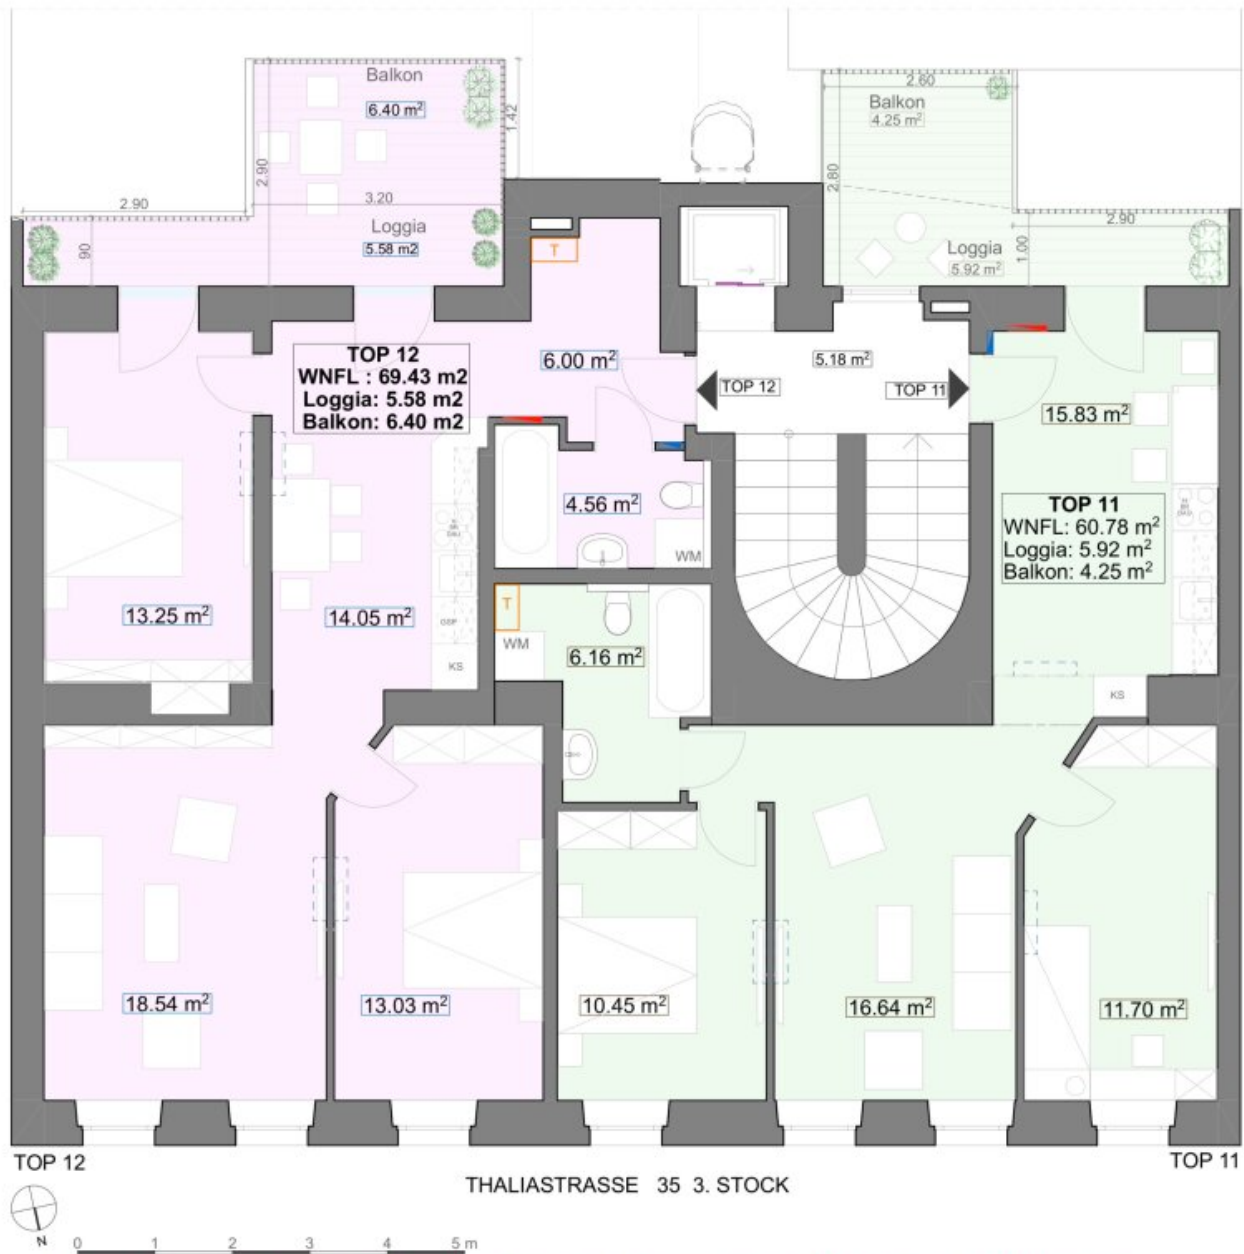 Balkon
6.40 m²
1.42
2.90
2.90
3.20
Loggia
5.58 m2
90
2.60
Balkon
4.25 m²
2.80
2.90
1.00
Loggia
5.92 m²
T
TOP 12
WNFL : 69.43 m2
Loggia: 5.58 m2
Balkon: 6.40 m2
6.00 m²
5.18 m²
TOP 12
TOP 11
15.83 m²
4.56 m²
WM
TOP 11
WNFL: 60.78 m²
Loggia: 5.92 m²
Balkon: 4.25 m²
13.25 m²
14.05 m²
GSP
KS
T
WM
6.16 m²
KS
18.54 m²
13.03 m²
10.45 m²
16.64 m²
11.70 m²
TOP 12
TOP 11
THALIASTRASSE 35 3. STOCK
N
0 1 2 3 4 5 m